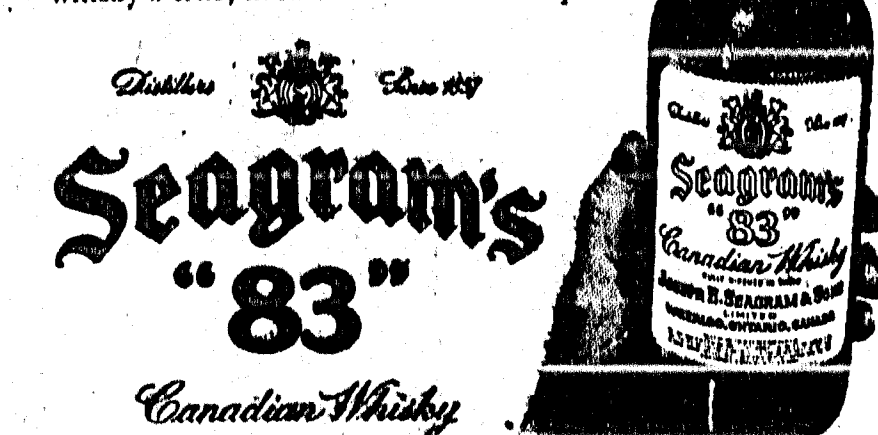 Distillers Since 1857
Seagram's
"83"
Canadian Whisky
Seagram's
"83"
Canadian Whisky
JOSEPH E. SEAGRAM & SONS
LIMITED
WATERLOO, ONTARIO, CANADA